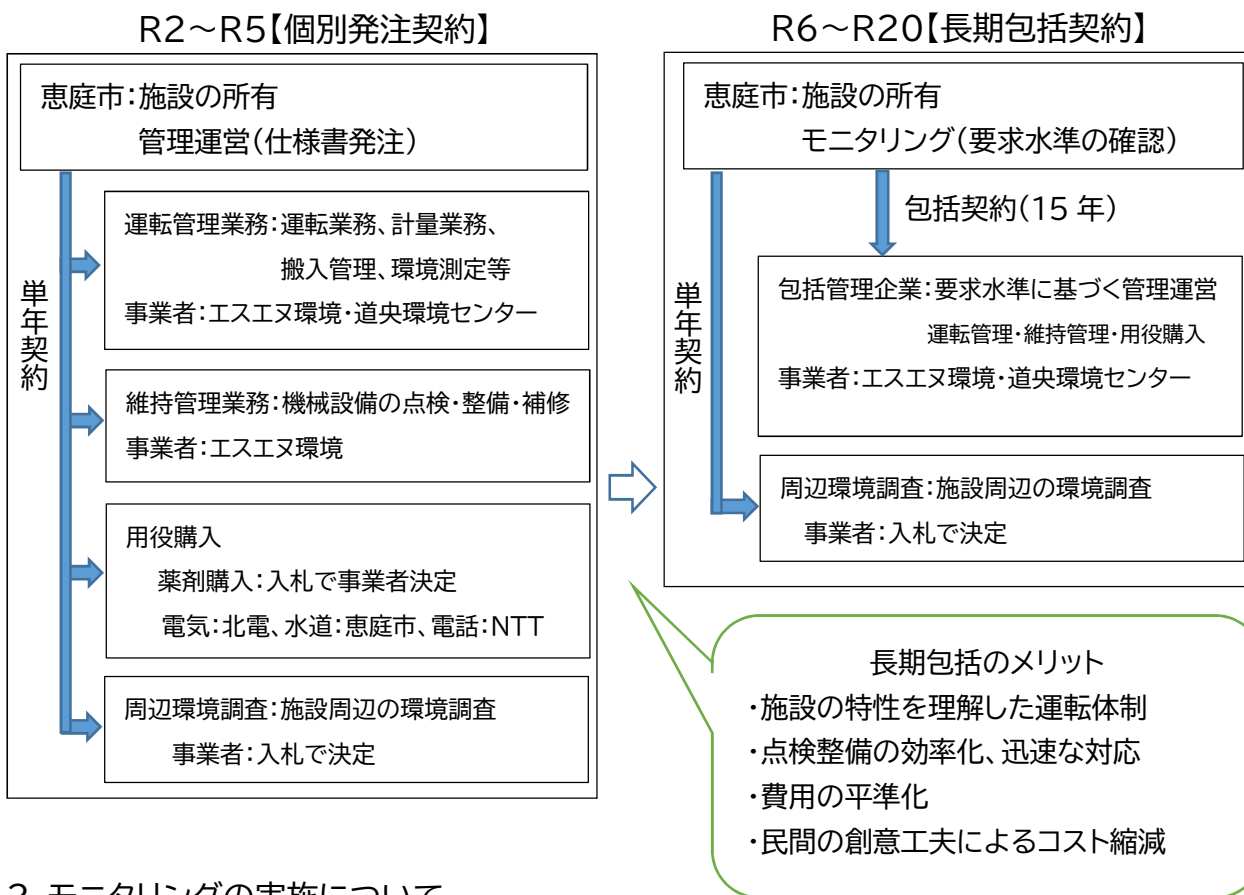 R2～R5【個別発注契約】
恵庭市：施設の所有
管理運営（仕様書発注）
単年契約
運転管理業務：運転業務、計量業務、
搬入管理、環境測定等
事業者：エスエヌ環境・道央環境センター
維持管理業務：機械設備の点検・整備・補修
事業者：エスエヌ環境
用役購入
薬剤購入：入札で事業者決定
電気：北電、水道：恵庭市、電話：NTT
周辺環境調査：施設周辺の環境調査
事業者：入札で決定
R6～R20【長期包括契約】
恵庭市：施設の所有
モニタリング（要求水準の確認）
包括契約（15 年）
単年契約
包括管理企業：要求水準に基づく管理運営
運転管理・維持管理・用役購入
事業者：エスエヌ環境・道央環境センター
周辺環境調査：施設周辺の環境調査
事業者：入札で決定
長期包括のメリット
・施設の特性を理解した運転体制
・点検整備の効率化、迅速な対応
・費用の平準化
・民間の創意工夫によるコスト縮減
２ モニタリングの実施について